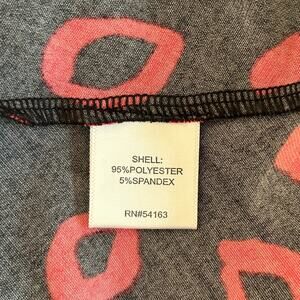 SHELL:
95%POLYESTER
5%SPANDEX
RN#54163